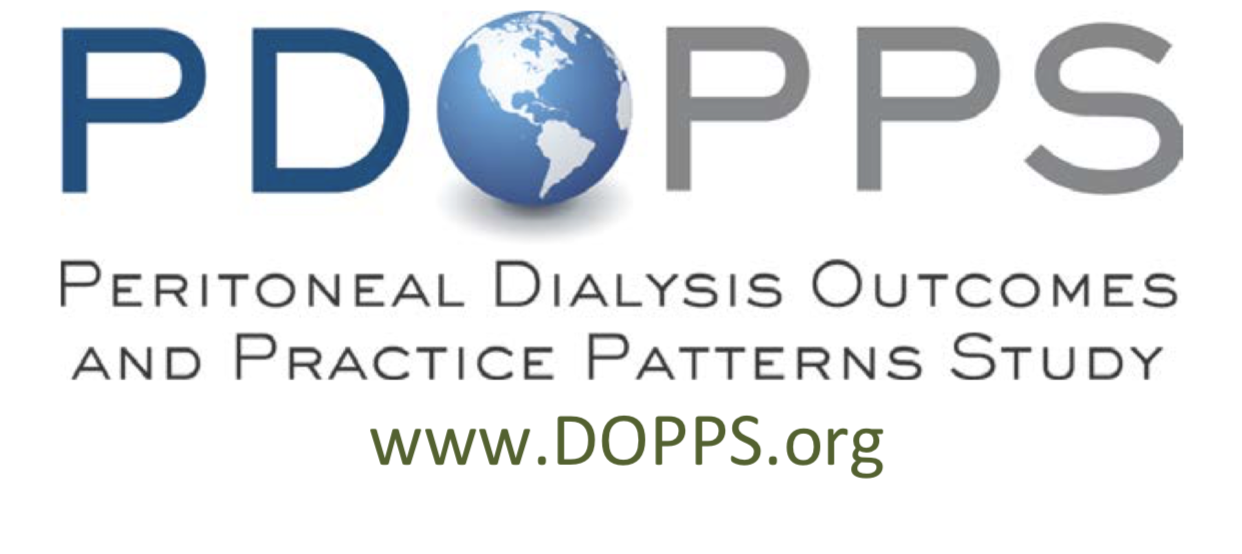 PDOPPS
PERITONEAL DIALYSIS OUTCOMES
AND PRACTICE PATTERNS STUDY
www.DOPPS.org